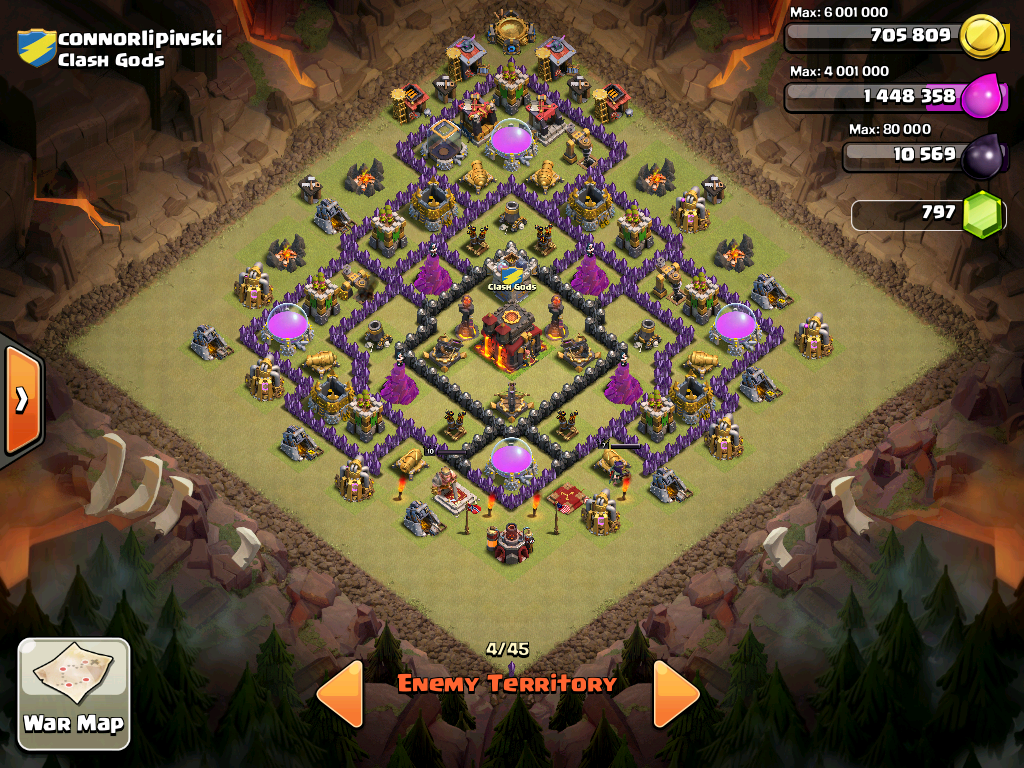 connorlipinski
Clash Gods
Max: 6 001 000
705 809
Max: 4 001 000
1 448 358
Max: 80 000
10 569
797
Clash Gods
10
4/45
Enemy Territory
War Map